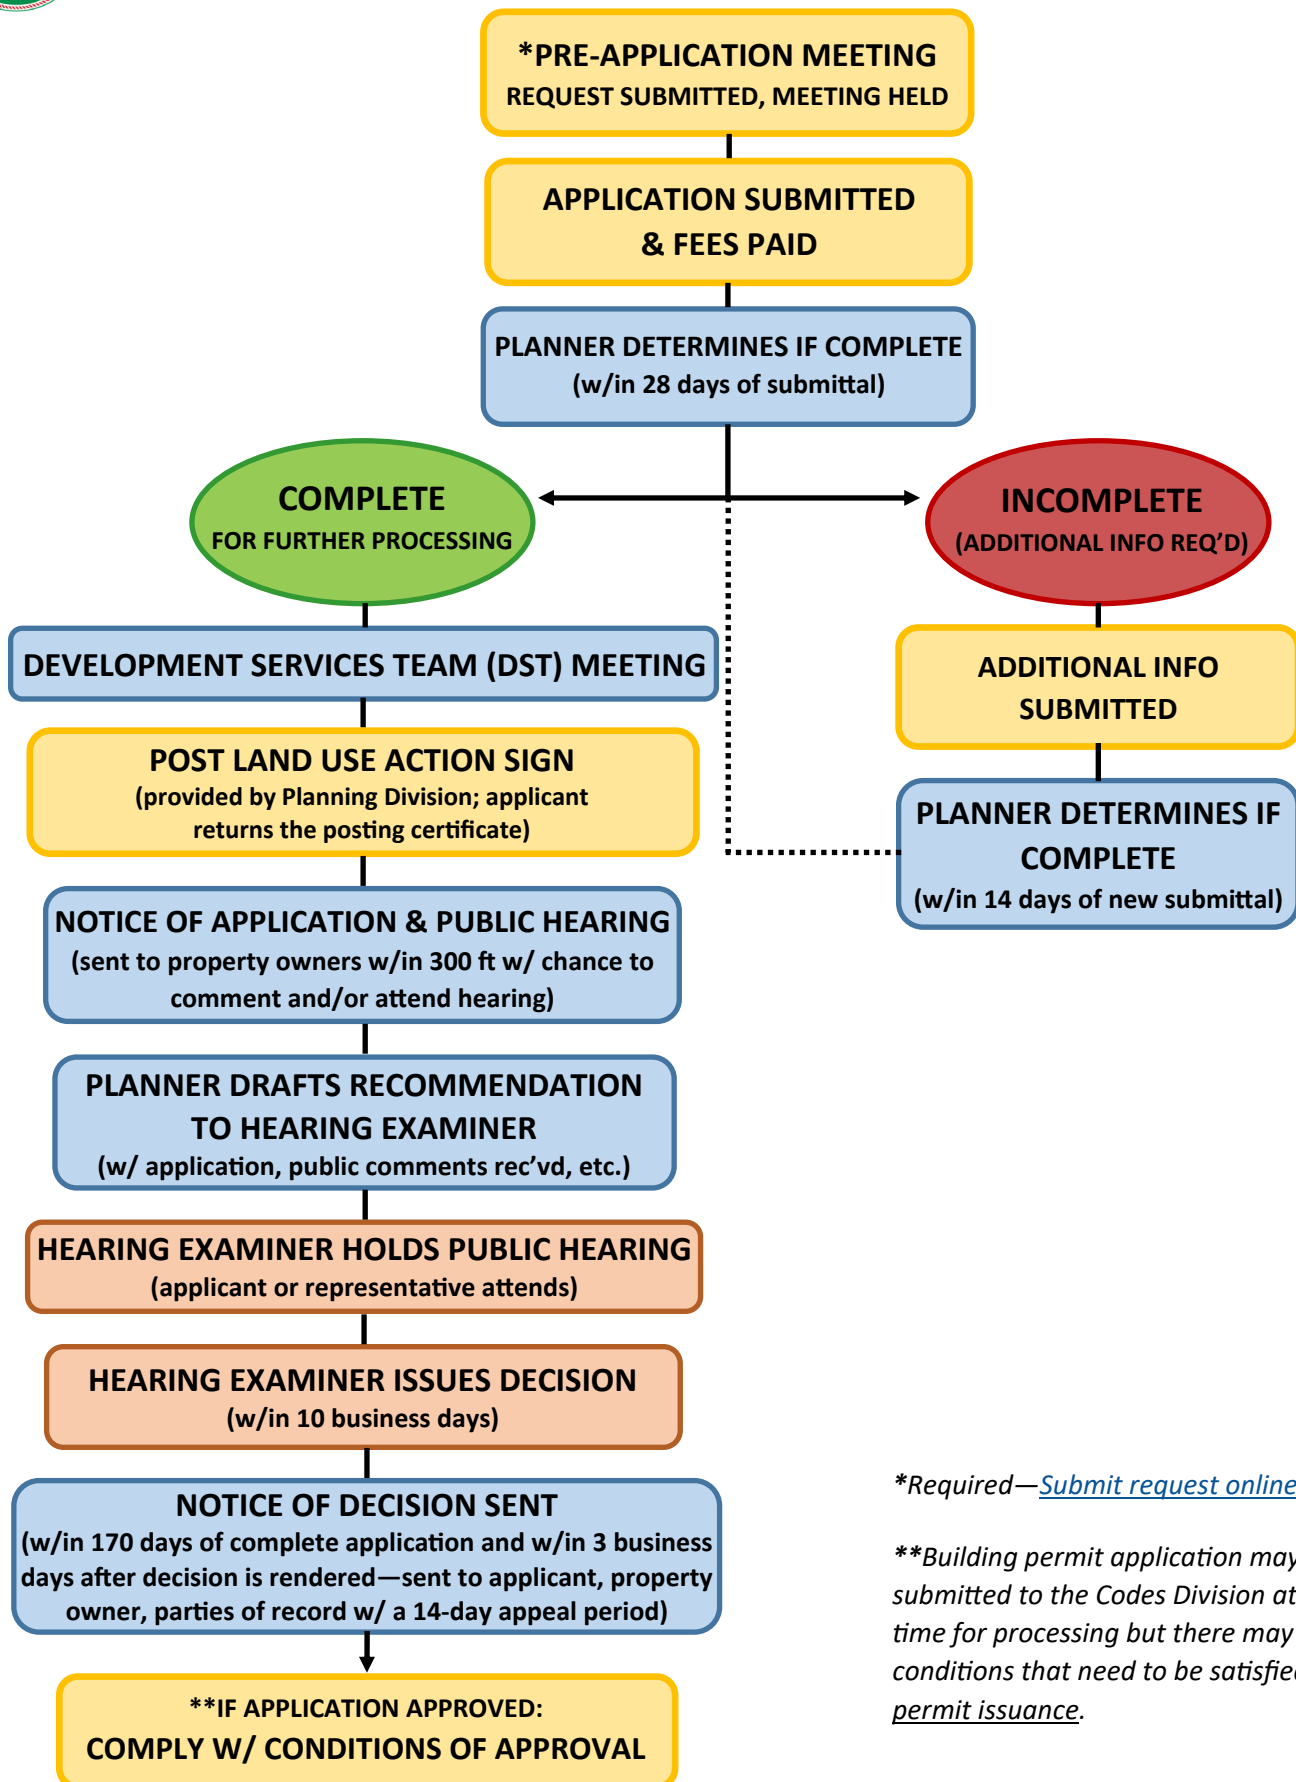 *PRE-APPLICATION MEETING
REQUEST SUBMITTED, MEETING HELD
APPLICATION SUBMITTED
& FEES PAID
PLANNER DETERMINES IF COMPLETE
(w/in 28 days of submittal)
COMPLETE
FOR FURTHER PROCESSING
INCOMPLETE
(ADDITIONAL INFO REQ’D)
DEVELOPMENT SERVICES TEAM (DST) MEETING
ADDITIONAL INFO
SUBMITTED
POST LAND USE ACTION SIGN
(provided by Planning Division; applicant
returns the posting certificate)
PLANNER DETERMINES IF
COMPLETE
(w/in 14 days of new submittal)
NOTICE OF APPLICATION & PUBLIC HEARING
(sent to property owners w/in 300 ft w/ chance to
comment and/or attend hearing)
PLANNER DRAFTS RECOMMENDATION
TO HEARING EXAMINER
(w/ application, public comments rec’vd, etc.)
HEARING EXAMINER HOLDS PUBLIC HEARING
(applicant or representative attends)
HEARING EXAMINER ISSUES DECISION
(w/in 10 business days)
NOTICE OF DECISION SENT
(w/in 170 days of complete application and w/in 3 business
days after decision is rendered—sent to applicant, property
owner, parties of record w/ a 14-day appeal period)
**IF APPLICATION APPROVED:
COMPLY W/ CONDITIONS OF APPROVAL
*Required—Submit request online
**Building permit application may
submitted to the Codes Division at
time for processing but there may
conditions that need to be satisfie
permit issuance.